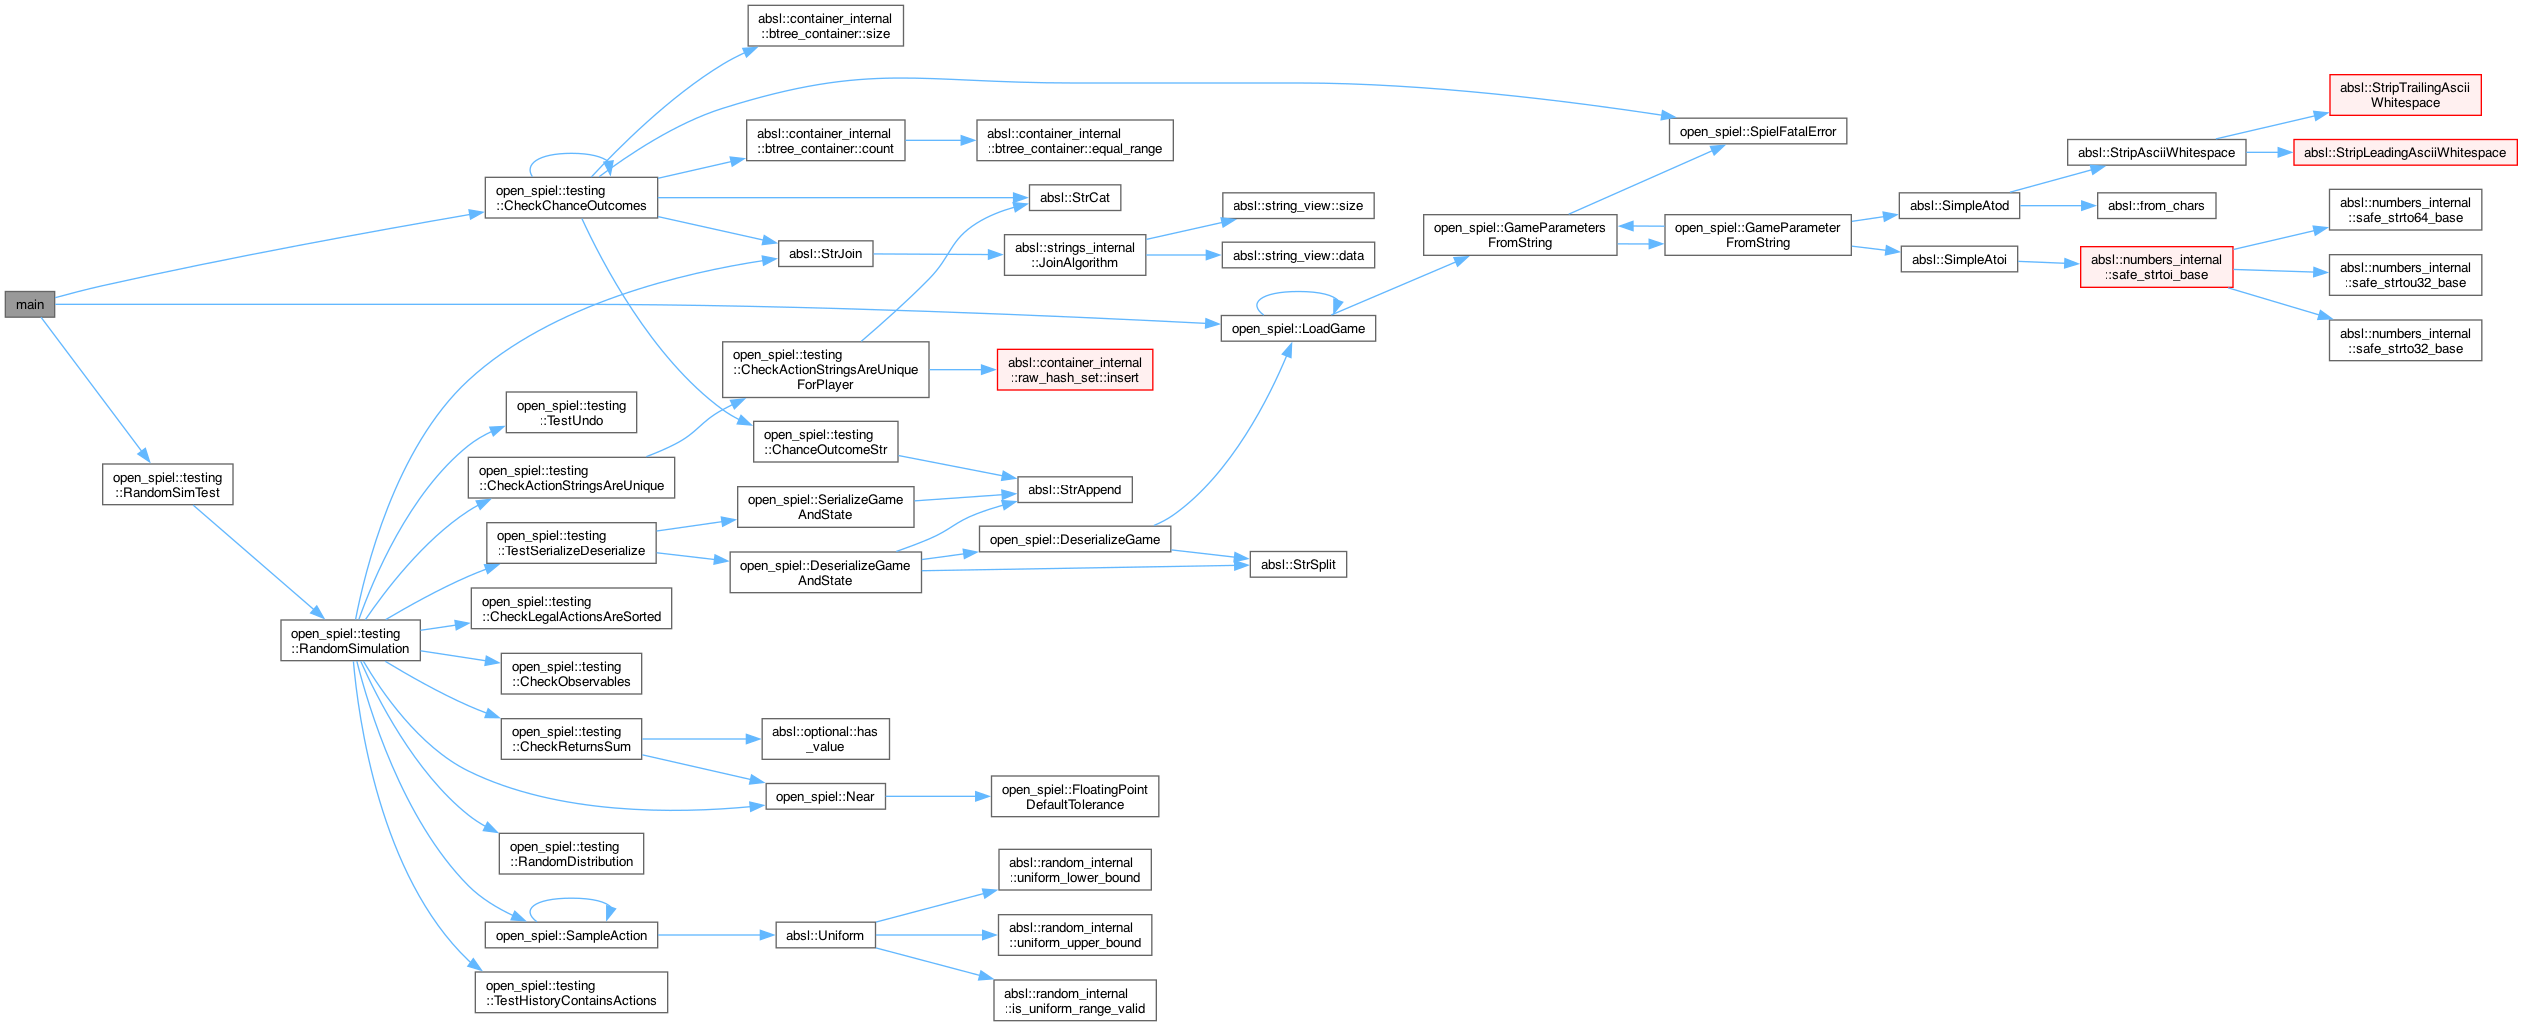 main
open_spiel::testing
::RandomSimTest
open_spiel::testing
::RandomSimulation
open_spiel::testing
::CheckChanceOutcomes
open_spiel::testing
::TestUndo
open_spiel::testing
::CheckActionStringsAreUnique
open_spiel::testing
::TestSerializeDeserialize
open_spiel::testing
::CheckLegalActionsAreSorted
open_spiel::testing
::CheckObservables
open_spiel::testing
::CheckReturnsSum
open_spiel::testing
::RandomDistribution
open_spiel::SampleAction
open_spiel::testing
::TestHistoryContainsActions
absl::container_internal
::btree_container::size
absl::container_internal
::btree_container::count
absl::StrJoin
open_spiel::testing
::CheckActionStringsAreUnique
ForPlayer
open_spiel::testing
::ChanceOutcomeStr
open_spiel::SerializeGame
AndState
open_spiel::DeserializeGame
AndState
absl::optional::has
_value
open_spiel::Near
absl::Uniform
absl::container_internal
::btree_container::equal_range
absl::StrCat
absl::strings_internal
::JoinAlgorithm
absl::container_internal
::raw_hash_set::insert
absl::StrAppend
open_spiel::DeserializeGame
open_spiel::FloatingPoint
DefaultTolerance
absl::random_internal
::uniform_lower_bound
absl::random_internal
::uniform_upper_bound
absl::random_internal
::is_uniform_range_valid
absl::string_view::size
absl::string_view::data
open_spiel::LoadGame
absl::StrSplit
open_spiel::GameParameters
FromString
open_spiel::SpielFatalError
open_spiel::GameParameter
FromString
absl::SimpleAtod
absl::SimpleAtoi
absl::StripAsciiWhitespace
absl::from_chars
absl::numbers_internal
::safe_strtoi_base
absl::StripTrailingAscii
Whitespace
absl::StripLeadingAsciiWhitespace
absl::numbers_internal
::safe_strto64_base
absl::numbers_internal
::safe_strtou32_base
absl::numbers_internal
::safe_strto32_base